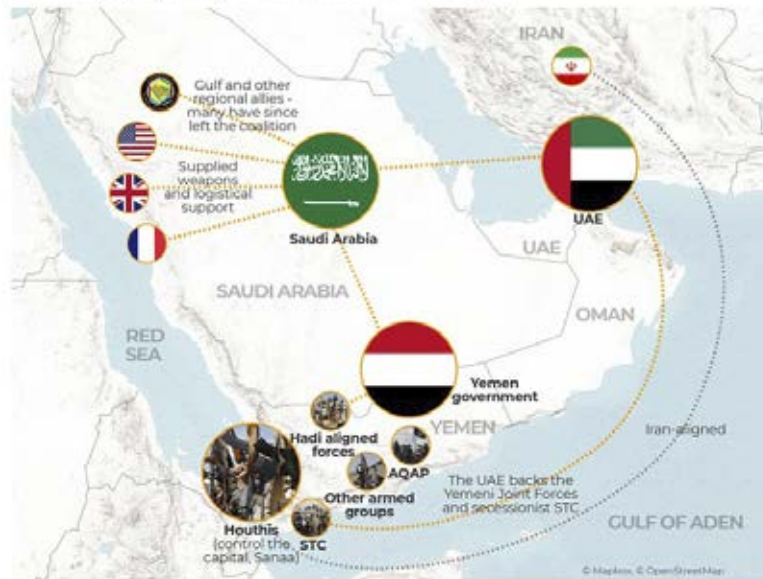 IRAN
Gulf and other
regional allies -
many have since
left the coalition
Supplied
weapons
and logistical
support
Saudi Arabia
UAE
UAE
SAUDI ARABIA
OMAN
RED
SEA
Yemen
government
YEMEN
Hadi aligned
forces
AQAP
Other armed
groups
Iran-aligned
The UAE backs the
Yemeni Joint Forces
and secessionist STC
Houthis
(control the
capital, Sanaa)
STC
GULF OF ADEN
© Mapbox, © OpenStreetMap